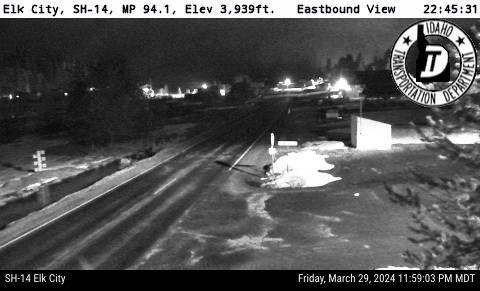 Elk City, SH-14, MP 94.1, Elev 3,939ft. Eastbound View 22:45:31
IDAHO
TRANSPORTATION DEPARTMENT
SH-14 Elk City Friday, March 29, 2024 11:59:03 PM MDT